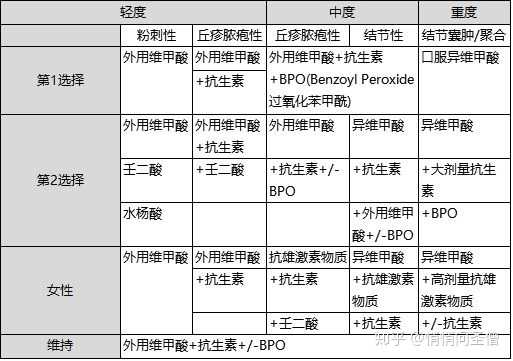 轻度 中度 重度
粉刺性 丘疹脓疱性 丘疹脓疱性 结节性 结节囊肿/聚合
第1选择
外用维甲酸 外用维甲酸 外用维甲酸+抗生素 口服异维甲酸
+抗生素 +BPO(Benzoyl Peroxide
过氧化苯甲酰)
第2选择
外用维甲酸 外用维甲酸 外用维甲酸 异维甲酸 异维甲酸
+抗生素
壬二酸 +壬二酸 +抗生素+/- +抗生素 +大剂量抗生
BPO 素
水杨酸 +外用维甲 +BPO
酸+/-BPO
女性
外用维甲酸 外用维甲酸 抗雄激素物质 异维甲酸 异维甲酸
+抗生素 +抗生素 +抗雄激素 +高剂量抗雄
物质 激素物质
+壬二酸 +抗生素 +/-抗生素
维持 外用维甲酸+抗生素+/-BPO
知乎 @悄悄问圣僧